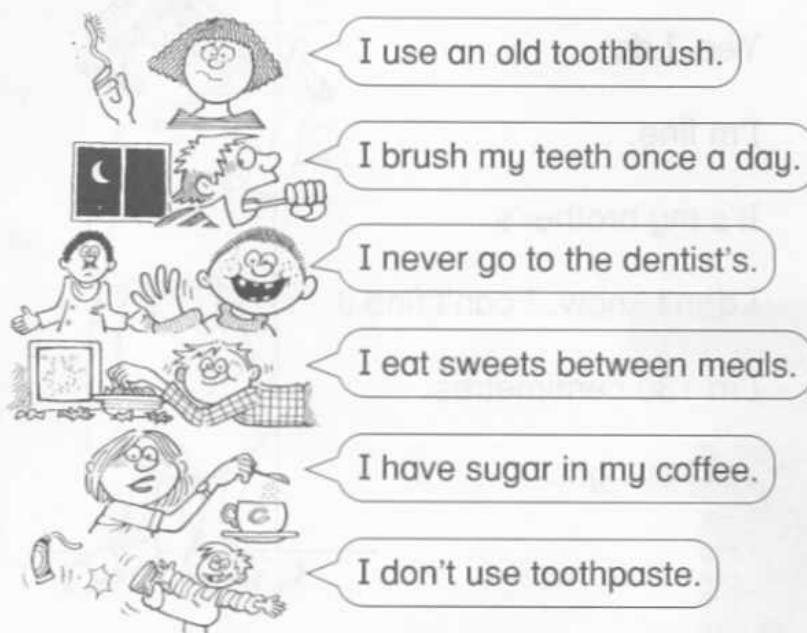 I use an old toothbrush.
I brush my teeth once a day.
I never go to the dentist's.
I eat sweets between meals.
I have sugar in my coffee.
I don't use toothpaste.